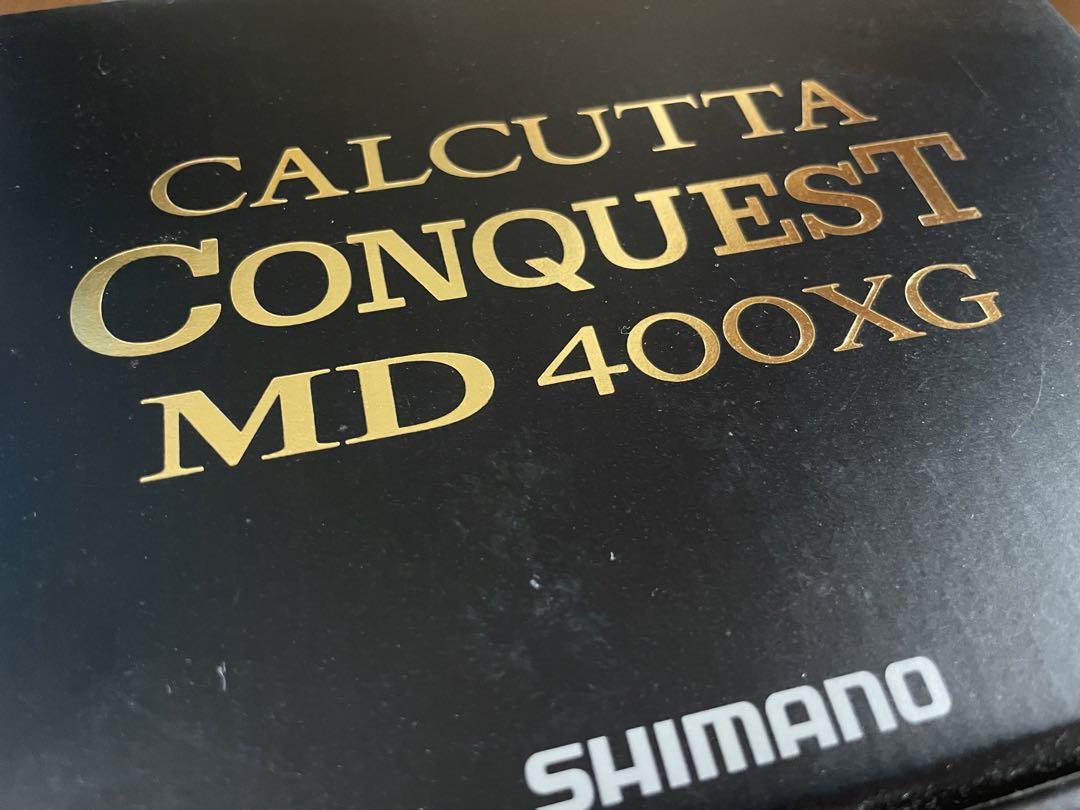 CALCUTTA
CONQUEST
MD 400XG
SHIMANO